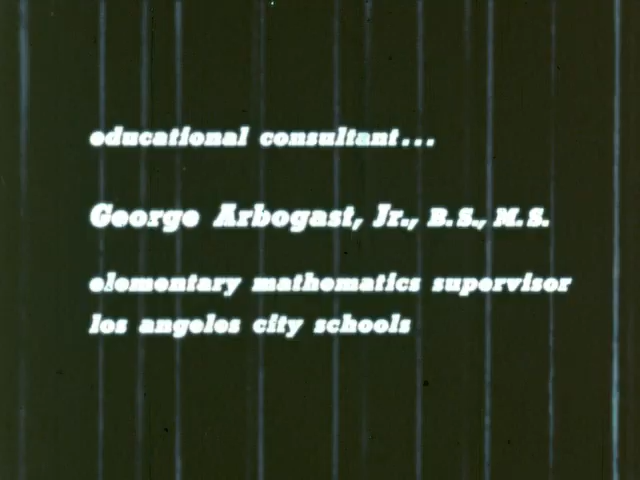 educational consultant...
George Arbogast, Jr., B.S., M.S.
elementary mathematics supervisor
los angeles city schools